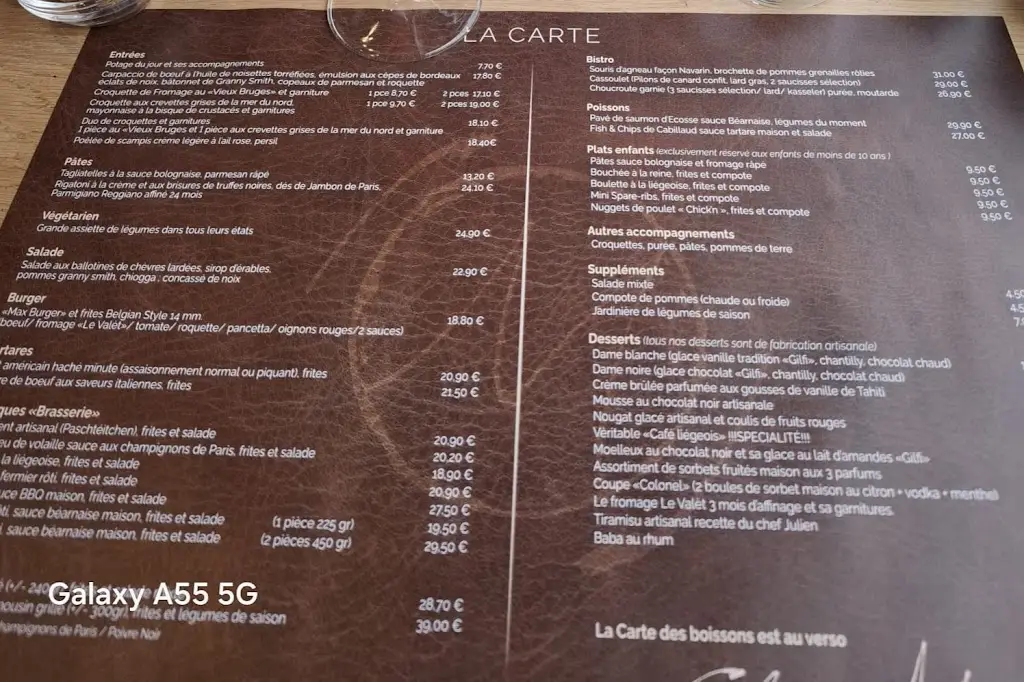 LA CARTE
Entrées
Potage du jour et ses accompagnements 7.70 €
Carpaccio de bœuf à l'huile de noisettes torréfiées, émulsion aux cèpes de bordeaux 17.80 €
éclats de noix, bâtonnet de Granny Smith, copeaux de parmesan et roquette
Croquette de Fromage au «Vieux Bruges» et garniture 1 pce 8.70 € 2 pces 17.10 €
Croquette aux crevettes grises de la mer du nord, 1 pce 9.70 € 2 pces 19.00 €
mayonnaise à la bisque de crustacés et garnitures
Duo de croquettes et garnitures 18.10 €
1 pièce au «Vieux Bruges et 1 pièce aux crevettes grises de la mer du nord et garniture
Poêlée de scampis crème légère à l'ail rose, persil 18.40€
Pâtes
Tagliatelles à la sauce bolognaise, parmesan râpé 13.20 €
Rigatoni à la crème et aux brisures de truffes noires, dés de Jambon de Paris, 24.10 €
Parmigiano Reggiano affiné 24 mois
Végétarien
Grande assiette de légumes dans tous leurs états 24.90 €
Salade
Salade aux ballotines de chèvres lardées, sirop d'érables, 22.90 €
pommes granny smith, chiogga ; concassé de noix
Burger
«Max Burger» et frites Belgian Style 14 mm 18.80 €
boeuf/ fromage «Le Valèt»/ tomate/ roquette/ pancetta/ oignons rouges/2 sauces)
américain haché minute (assaisonnement normal ou piquant), frites 20.90 €
de boeuf aux saveurs italiennes, frites 21.50 €
«Brasserie»
artisanal (Paschtéitchen), frites et salade 20.90 €
de volaille sauce aux champignons de Paris, frites et salade 20.20 €
la liégeoise, frites et salade 18.90 €
fermier rôti, frites et salade 20.90 €
BBQ maison, frites et salade 27.50 €
sauce béarnaise maison, frites et salade (1 pièce 225 gr) 19.50 €
sauce béarnaise maison, frites et salade (2 pièces 450 gr) 29.50 €
28.70 €
grillé (+/- 300gr), frites et légumes de saison 39.00 €
champignons de Paris / Poivre Noir
Bistro
Souris d'agneau façon Navarin, brochette de pommes grenailles rôties 31.00 €
Cassoulet (Pilons de canard confit, lard gras, 2 saucisses sélection) 29.00 €
Choucroute garnie (3 saucisses sélection/ lard/ kasseler) purée, moutarde 26.90 €
Poissons
Pavé de saumon d'Ecosse sauce Béarnaise, légumes du moment 29.90 €
Fish & Chips de Cabillaud sauce tartare maison et salade 27.00 €
Plats enfants (exclusivement réservé aux enfants de moins de 10 ans )
Pâtes sauce bolognaise et fromage râpé 9.50 €
Bouchée à la reine, frites et compote 9.50 €
Boulette à la liégeoise, frites et compote 9.50 €
Mini Spare-ribs, frites et compote 9.50 €
Nuggets de poulet « Chick'n », frites et compote 9.50 €
Autres accompagnements
Croquettes, purée, pâtes, pommes de terre
Suppléments
Salade mixte
Compote de pommes (chaude ou froide)
Jardinière de légumes de saison
Desserts (tous nos desserts sont de fabrication artisanale)
Dame blanche (glace vanille tradition «Gilfi», chantilly, chocolat chaud)
Dame noire (glace chocolat «Gilfi», chantilly, chocolat chaud)
Crème brûlée parfumée aux gousses de vanille de Tahiti
Mousse au chocolat noir artisanale
Nougat glacé artisanal et coulis de fruits rouges
Véritable «Café liégeois» !!!SPECIALITÉ!!!
Moelleux au chocolat noir et sa glace au lait d'amandes «Gilfi»
Assortiment de sorbets fruités maison aux 3 parfums
Coupe «Colonel» (2 boules de sorbet maison au citron + vodka + menthe)
Le fromage Le Valèt 3 mois d'affinage et sa garnitures.
Tiramisu artisanal recette du chef Julien
Baba au rhum
La Carte des boissons est au verso
Galaxy A55 5G